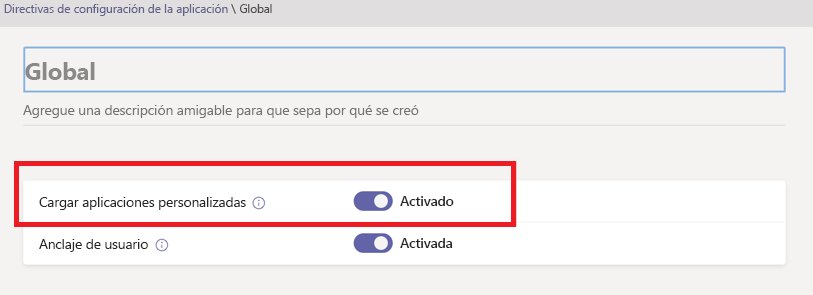 Directivas de configuración de la aplicación \ Global
Global
Agregue una descripción amigable para que sepa por qué se creó
Cargar aplicaciones personalizadas Activado
Anclaje de usuario Activada